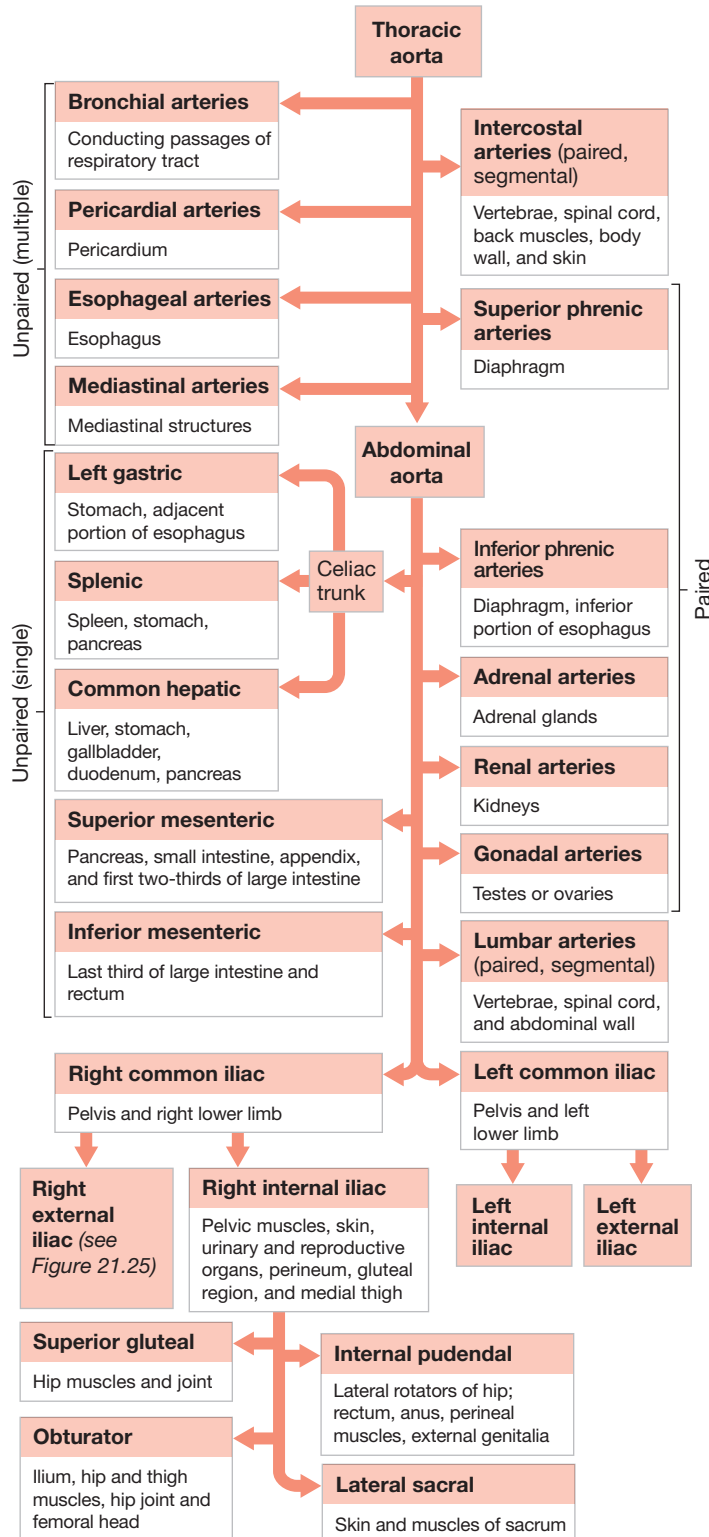 Thoracic
aorta
Unpaired (multiple)
Bronchial arteries
Conducting passages of
respiratory tract
Pericardial arteries
Pericardium
Esophageal arteries
Esophagus
Mediastinal arteries
Mediastinal structures
Intercostal
arteries (paired,
segmental)
Vertebrae, spinal cord,
back muscles, body
wall, and skin
Superior phrenic
arteries
Diaphragm
Abdominal
aorta
Unpaired (single)
Left gastric
Stomach, adjacent
portion of esophagus
Splenic
Spleen, stomach,
pancreas
Common hepatic
Liver, stomach,
gallbladder,
duodenum, pancreas
Celiac
trunk
Superior mesenteric
Pancreas, small intestine, appendix,
and first two-thirds of large intestine
Inferior mesenteric
Last third of large intestine and
rectum
Paired
Inferior phrenic
arteries
Diaphragm, inferior
portion of esophagus
Adrenal arteries
Adrenal glands
Renal arteries
Kidneys
Gonadal arteries
Testes or ovaries
Lumbar arteries
(paired, segmental)
Vertebrae, spinal cord,
and abdominal wall
Right common iliac
Pelvis and right lower limb
Left common iliac
Pelvis and left
lower limb
Right
external
iliac (see
Figure 21.25)
Right internal iliac
Pelvic muscles, skin,
urinary and reproductive
organs, perineum, gluteal
region, and medial thigh
Left
internal
iliac
Left
external
iliac
Superior gluteal
Hip muscles and joint
Internal pudendal
Lateral rotators of hip;
rectum, anus, perineal
muscles, external genitalia
Obturator
Ilium, hip and thigh
muscles, hip joint and
femoral head
Lateral sacral
Skin and muscles of sacrum